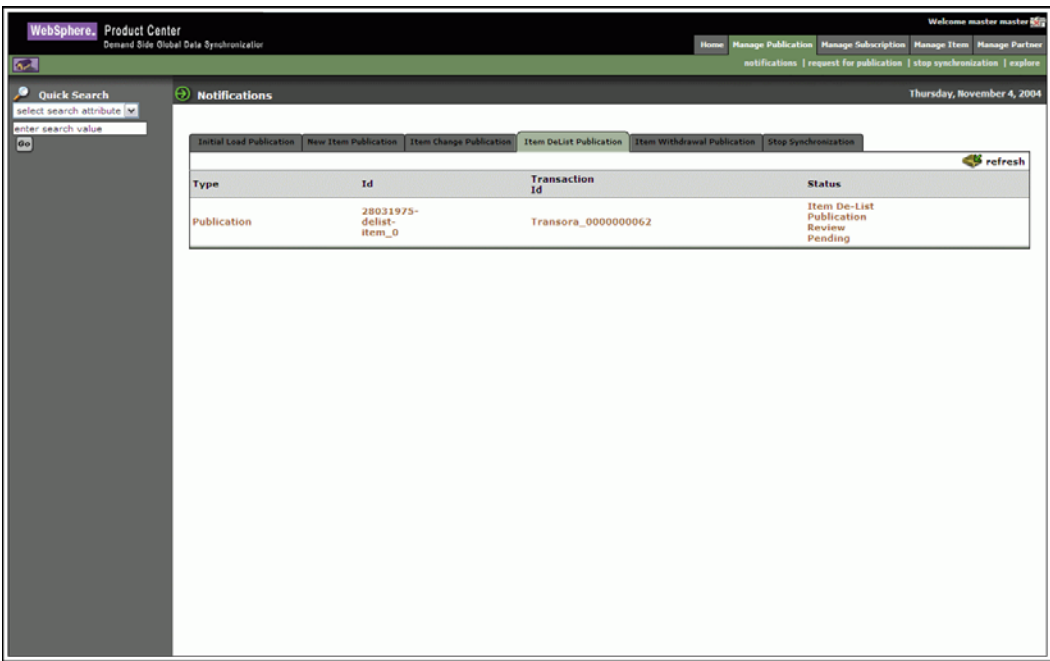 WebSphere. Product Center
Demand Side Global Data Synchronization
Welcome master master
Home Manage Publication Manage Subscription Manage Item Manage Partner
notifications | request for publication | stop synchronization | explore
Quick Search
select search attribute
enter search value
Go
Notifications
Thursday, November 4, 2004
Initial Load Publication New Item Publication Item Change Publication Item DeList Publication Item Withdrawal Publication Stop Synchronization
refresh
Type Id Transaction Id Status
Publication
28031975-
delist-
item_0
Transora_0000000062
Item De-List
Publication
Review
Pending